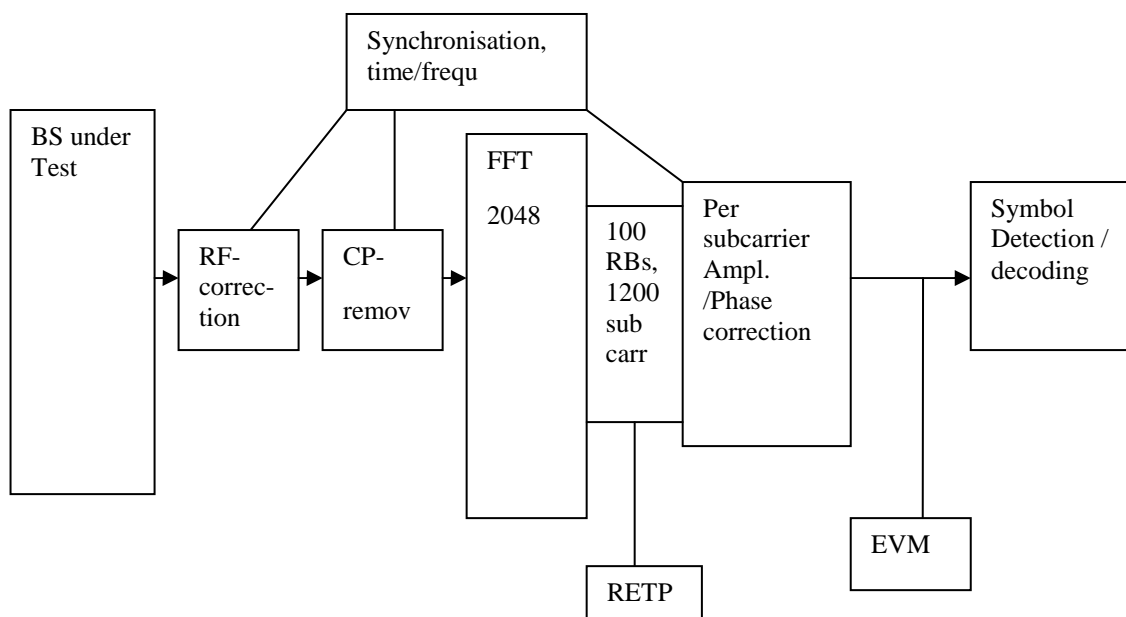 Synchronisation,
time/frequ
BS under
Test
RF-
correc-
tion
CP-
remov
FFT
2048
100
RBs,
1200
sub
carr
Per
subcarrier
Ampl.
/Phase
correction
Symbol
Detection /
decoding
EVM
RETP